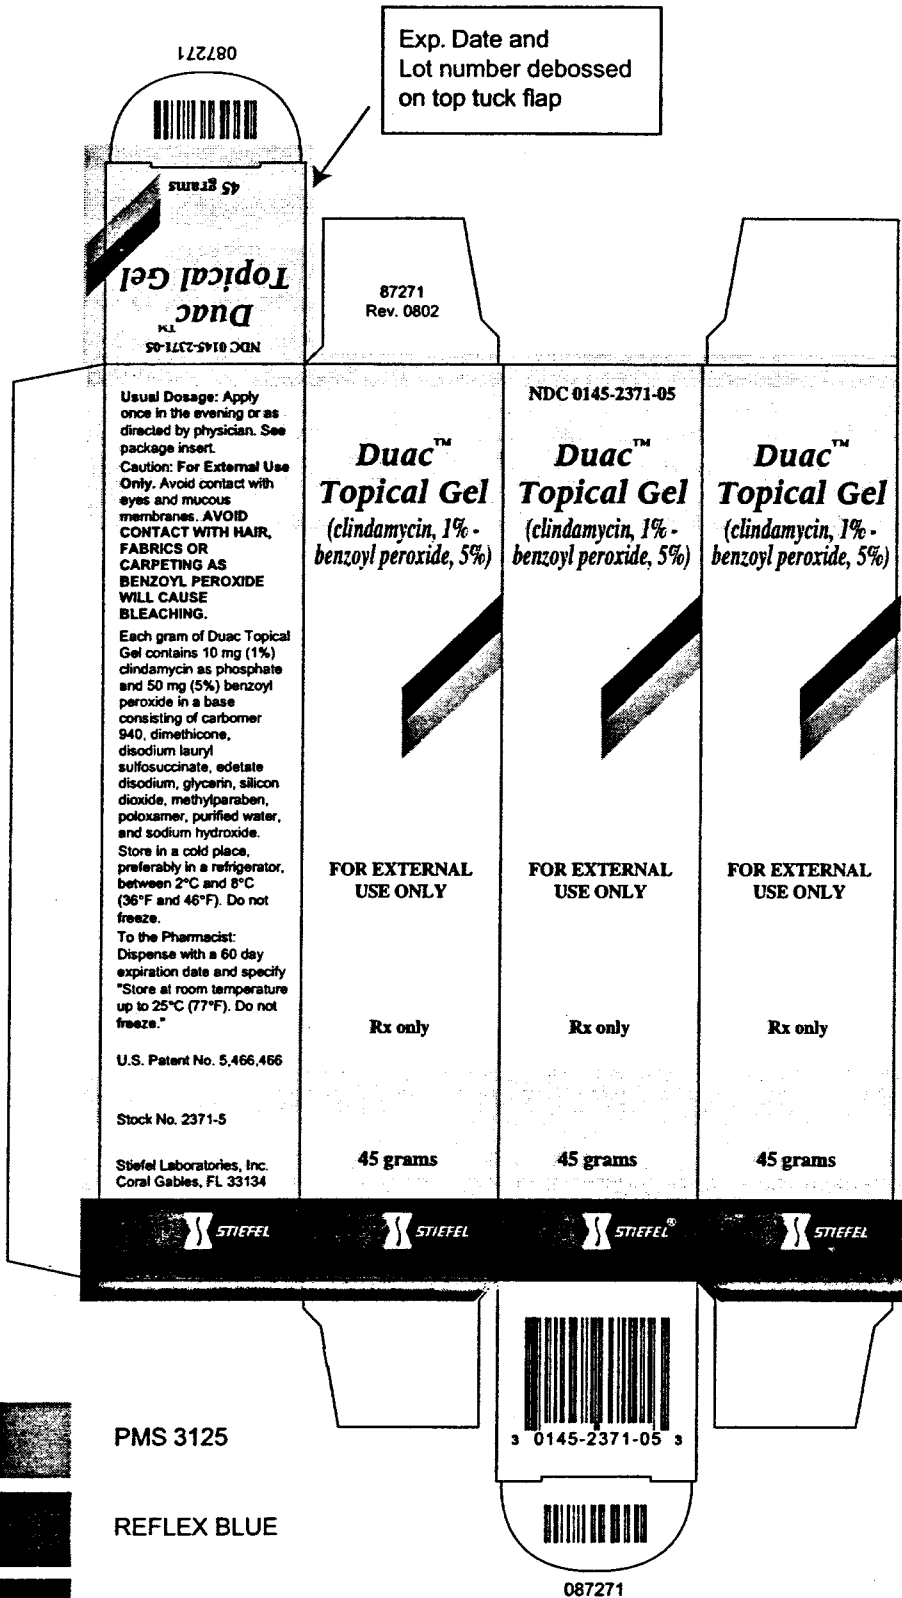 Exp. Date and
Lot number debossed
on top tuck flap
087271
45 grams
Topical Gel
Duac™
NDC 0145-2371-05
87271
Rev. 0802
Usual Dosage: Apply
once in the evening or as
directed by physician. See
package insert.
Caution: For External Use
Only. Avoid contact with
eyes and mucous
membranes. AVOID
CONTACT WITH HAIR,
FABRICS OR
CARPETING AS
BENZOYL PEROXIDE
WILL CAUSE
BLEACHING.
Each gram of Duac Topical
Gel contains 10 mg (1%)
clindamycin as phosphate
and 50 mg (5%) benzoyl
peroxide in a base
consisting of carbomer
940, dimethicone,
disodium lauryl
sulfosuccinate, edetate
disodium, glycerin, silicon
dioxide, methylparaben,
poloxamer, purified water,
and sodium hydroxide.
Store in a cold place,
preferably in a refrigerator,
between 2°C and 8°C
(36°F and 46°F). Do not
freeze.
To the Pharmacist:
Dispense with a 60 day
expiration date and specify
"Store at room temperature
up to 25°C (77°F). Do not
freeze."
U.S. Patent No. 5,466,466
Stock No. 2371-5
Stiefel Laboratories, Inc.
Coral Gables, FL 33134
STIEFEL
Duac™
Topical Gel
(clindamycin, 1% -
benzoyl peroxide, 5%)
FOR EXTERNAL
USE ONLY
Rx only
45 grams
STIEFEL
NDC 0145-2371-05
Duac™
Topical Gel
(clindamycin, 1% -
benzoyl peroxide, 5%)
FOR EXTERNAL
USE ONLY
Rx only
45 grams
STIEFEL®
Duac™
Topical Gel
(clindamycin, 1% -
benzoyl peroxide, 5%)
FOR EXTERNAL
USE ONLY
Rx only
45 grams
STIEFEL
3 0145-2371-05 3
087271
PMS 3125
REFLEX BLUE